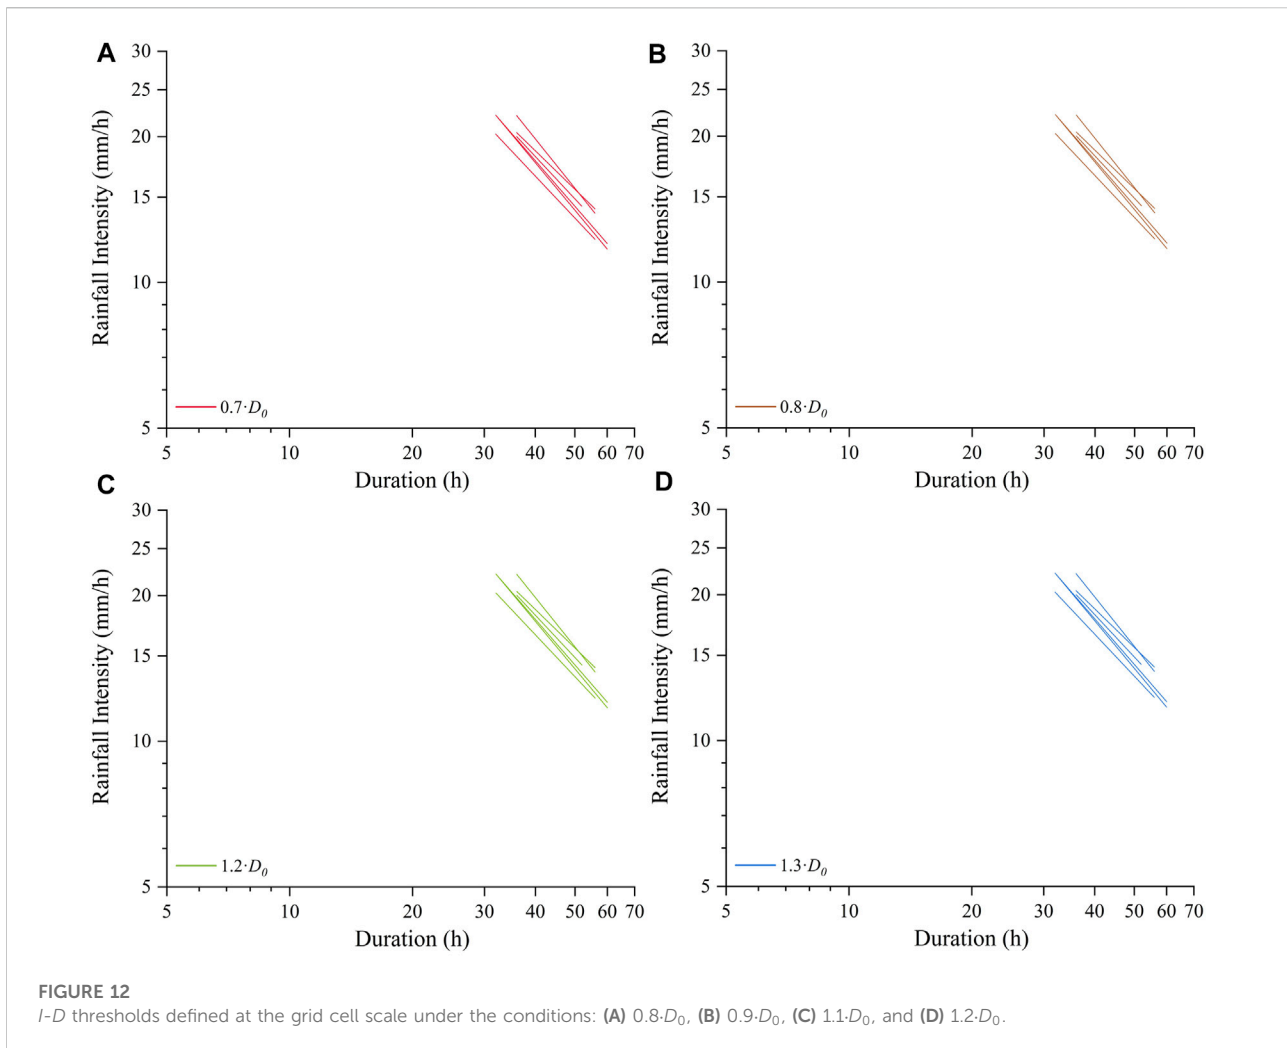 A
B
30
25
20
15
10
5
Rainfall Intensity (mm/h)
0.7·D0
5 10 20 30 40 50 60 70
Duration (h)
30
25
20
15
10
5
Rainfall Intensity (mm/h)
0.8·D0
5 10 20 30 40 50 60 70
Duration (h)
C
D
30
25
20
15
10
5
Rainfall Intensity (mm/h)
1.2·D0
5 10 20 30 40 50 60 70
Duration (h)
30
25
20
15
10
5
Rainfall Intensity (mm/h)
1.3·D0
5 10 20 30 40 50 60 70
Duration (h)
FIGURE 12
I-D thresholds defined at the grid cell scale under the conditions: (A) 0.8·D0, (B) 0.9·D0, (C) 1.1·D0, and (D) 1.2·D0.